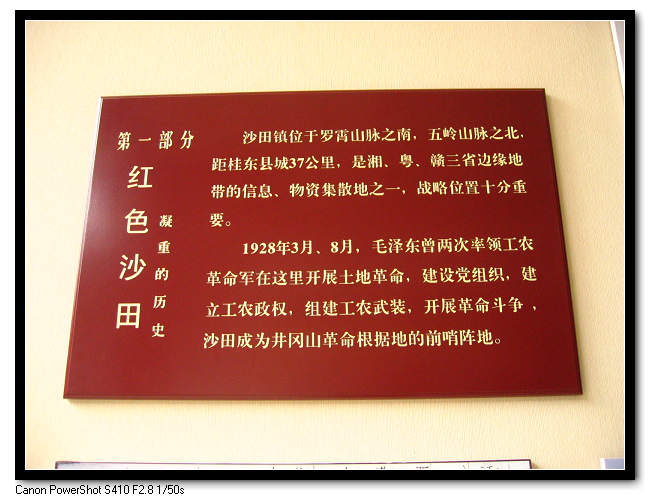 第一部分
红色沙田
凝重的历史
沙田镇位于罗霄山脉之南，五岭山脉之北，
距桂东县城37公里，是湘、粤、赣三省边缘地
带的信息、物资集散地之一，战略位置十分重
要。
1928年3月、8月，毛泽东曾两次率领工农
革命军在这里开展土地革命，建设党组织，建
立工农政权，组建工农武装，开展革命斗争，
沙田成为井冈山革命根据地的前哨阵地。
Canon PowerShot S410 F2.8 1/50s